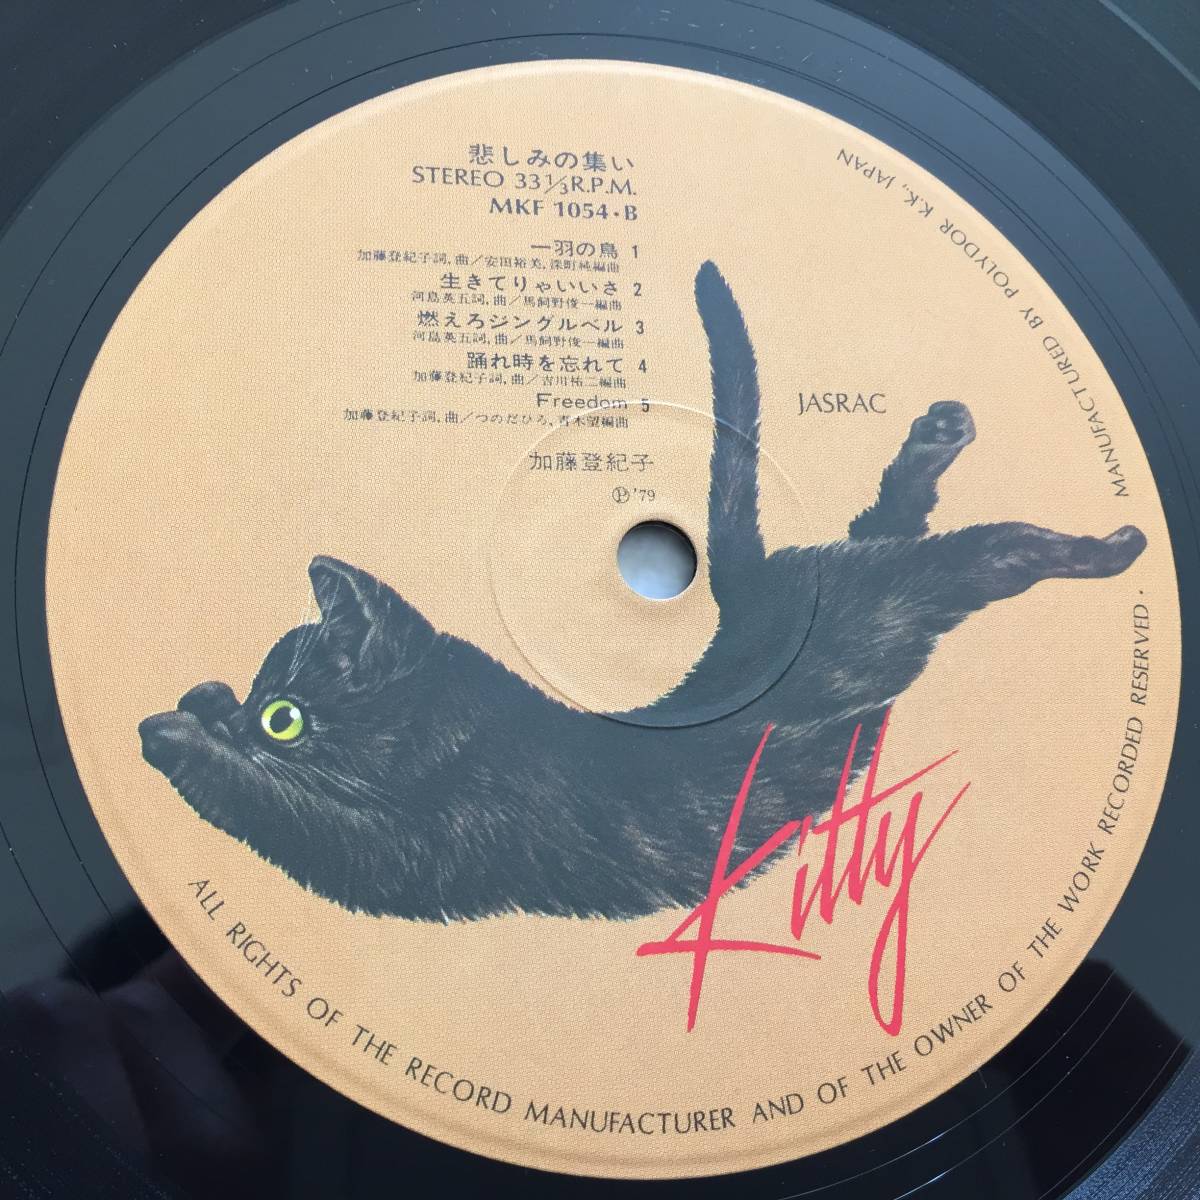 悲しみの集い
STEREO 33⅓R.P.M.
MKF 1054・B
一羽の鳥 1
加藤登紀子詞,曲／安田裕美,深町純編曲
生きてりゃいいさ 2
河島英五詞,曲／馬飼野俊一編曲
燃えろジングルベル 3
河島英五詞,曲／馬飼野俊一編曲
踊れ時を忘れて 4
加藤登紀子詞,曲／吉川祐二編曲
Freedom 5
加藤登紀子詞,曲／つのだひろ,青木望編曲
加藤登紀子
Ⓟ'79
JASRAC
Kitty
MANUFACTURED BY POLYDOR K.K., JAPAN
ALL RIGHTS OF THE RECORD MANUFACTURER AND OF THE OWNER OF THE WORK RECORDED RESERVED・